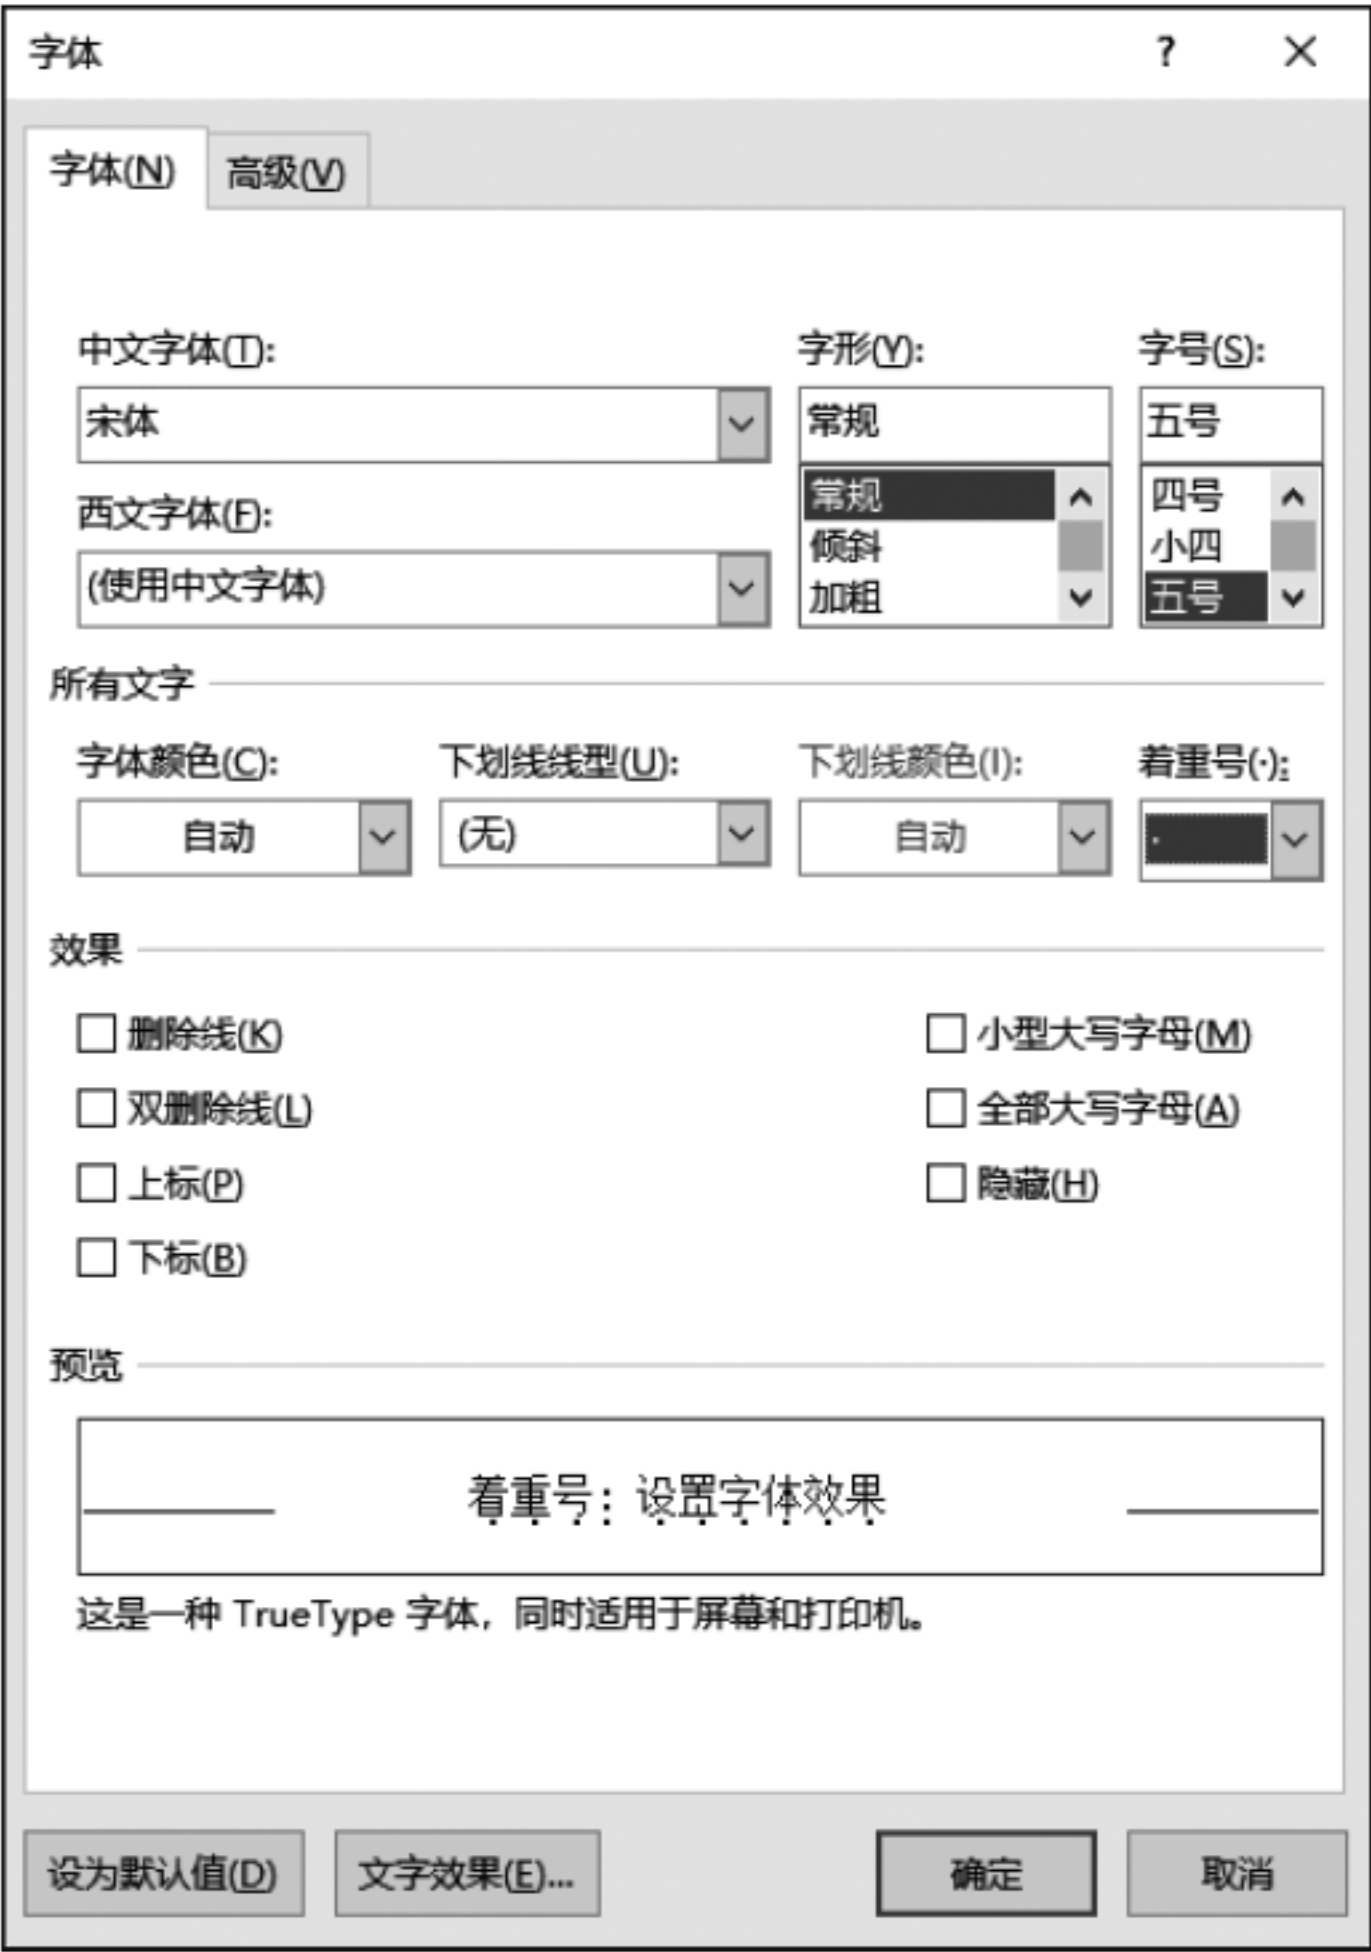 字体 ?
字体(N) 高级(V)
中文字体(T): 字形(Y): 字号(S):
宋体 常规 五号
常规 四号
西文字体(F): 倾斜 小四
(使用中文字体) 加粗 五号
所有文字
字体颜色(C): 下划线线型(U): 下划线颜色(I): 着重号(·):
自动 (无) 自动 ·
效果
删除线(K) 小型大写字母(M)
双删除线(L) 全部大写字母(A)
上标(P) 隐藏(H)
下标(B)
预览
着重号：设置字体效果
这是一种 TrueType 字体，同时适用于屏幕和打印机。
设为默认值(D) 文字效果(E)... 确定 取消